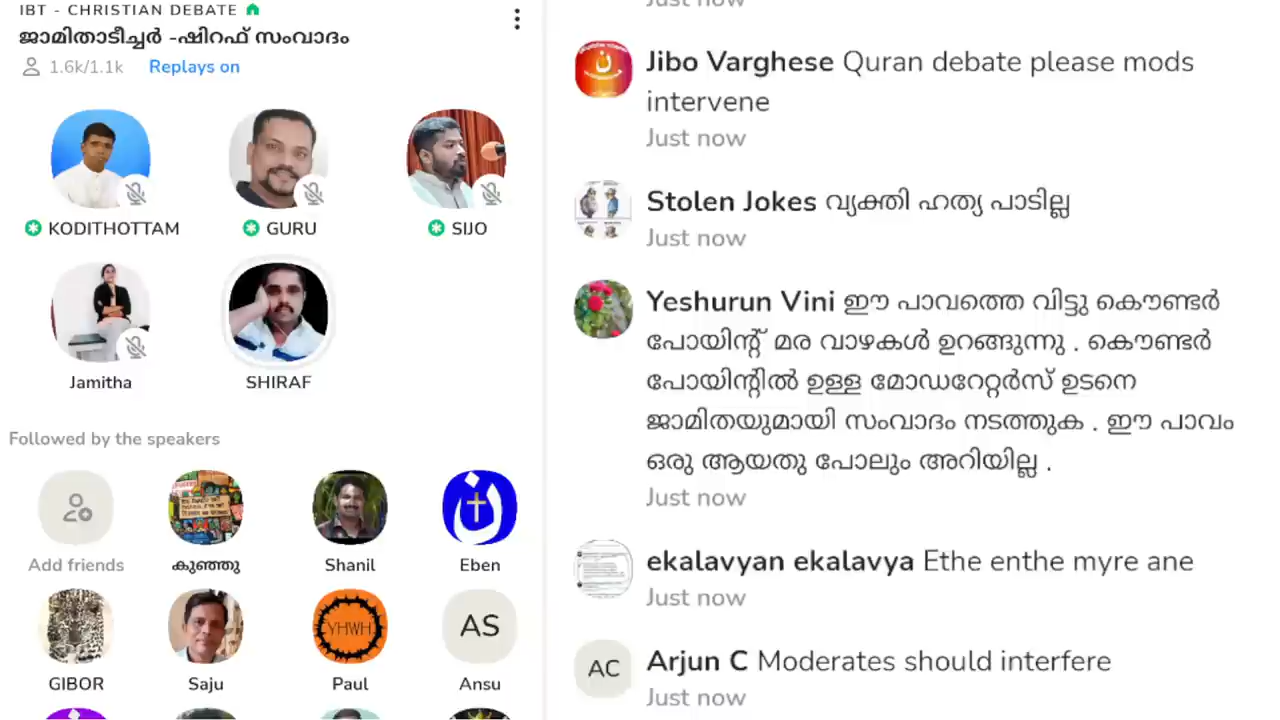 IBT - CHRISTIAN DEBATE
ജാമിതാടീച്ചർ -ഷിറഫ് സംവാദം
1.6k/1.1k Replays on
KODITHOTTAM GURU SIJO
Jamitha SHIRAF
Followed by the speakers
YHWH AS
Add friends കുഞ്ഞു Shanil Eben
GIBOR Saju Paul Ansu
Just now
Jibo Varghese Quran debate please mods
intervene
Just now
Stolen Jokes വ്യക്തി ഹത്യ പാടില്ല
Just now
Yeshurun Vini ഈ പാവത്തെ വിട്ടു കൌണ്ടർ
പോയിന്റ് മര വാഴകൾ ഉറങ്ങുന്നു . കൌണ്ടർ
പോയിന്റിൽ ഉള്ള മോഡറേറ്റർസ് ഉടനെ
ജാമിതയുമായി സംവാദം നടത്തുക . ഈ പാവം
ഒരു ആയതു പോലും അറിയില്ല .
Just now
ekalavyan ekalavya Ethe enthe myre ane
Just now
AC Arjun C Moderates should interfere
Just now